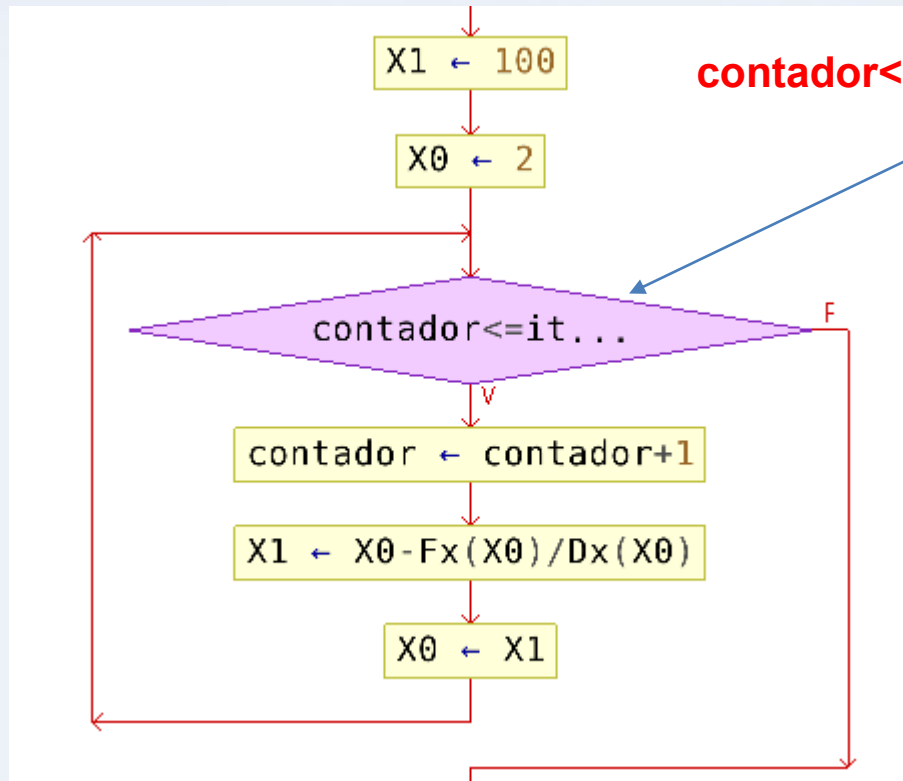 X1 ← 100
contador<
X0 ← 2
contador<=it...
F
V
contador ← contador+1
X1 ← X0-Fx(X0)/Dx(X0)
X0 ← X1